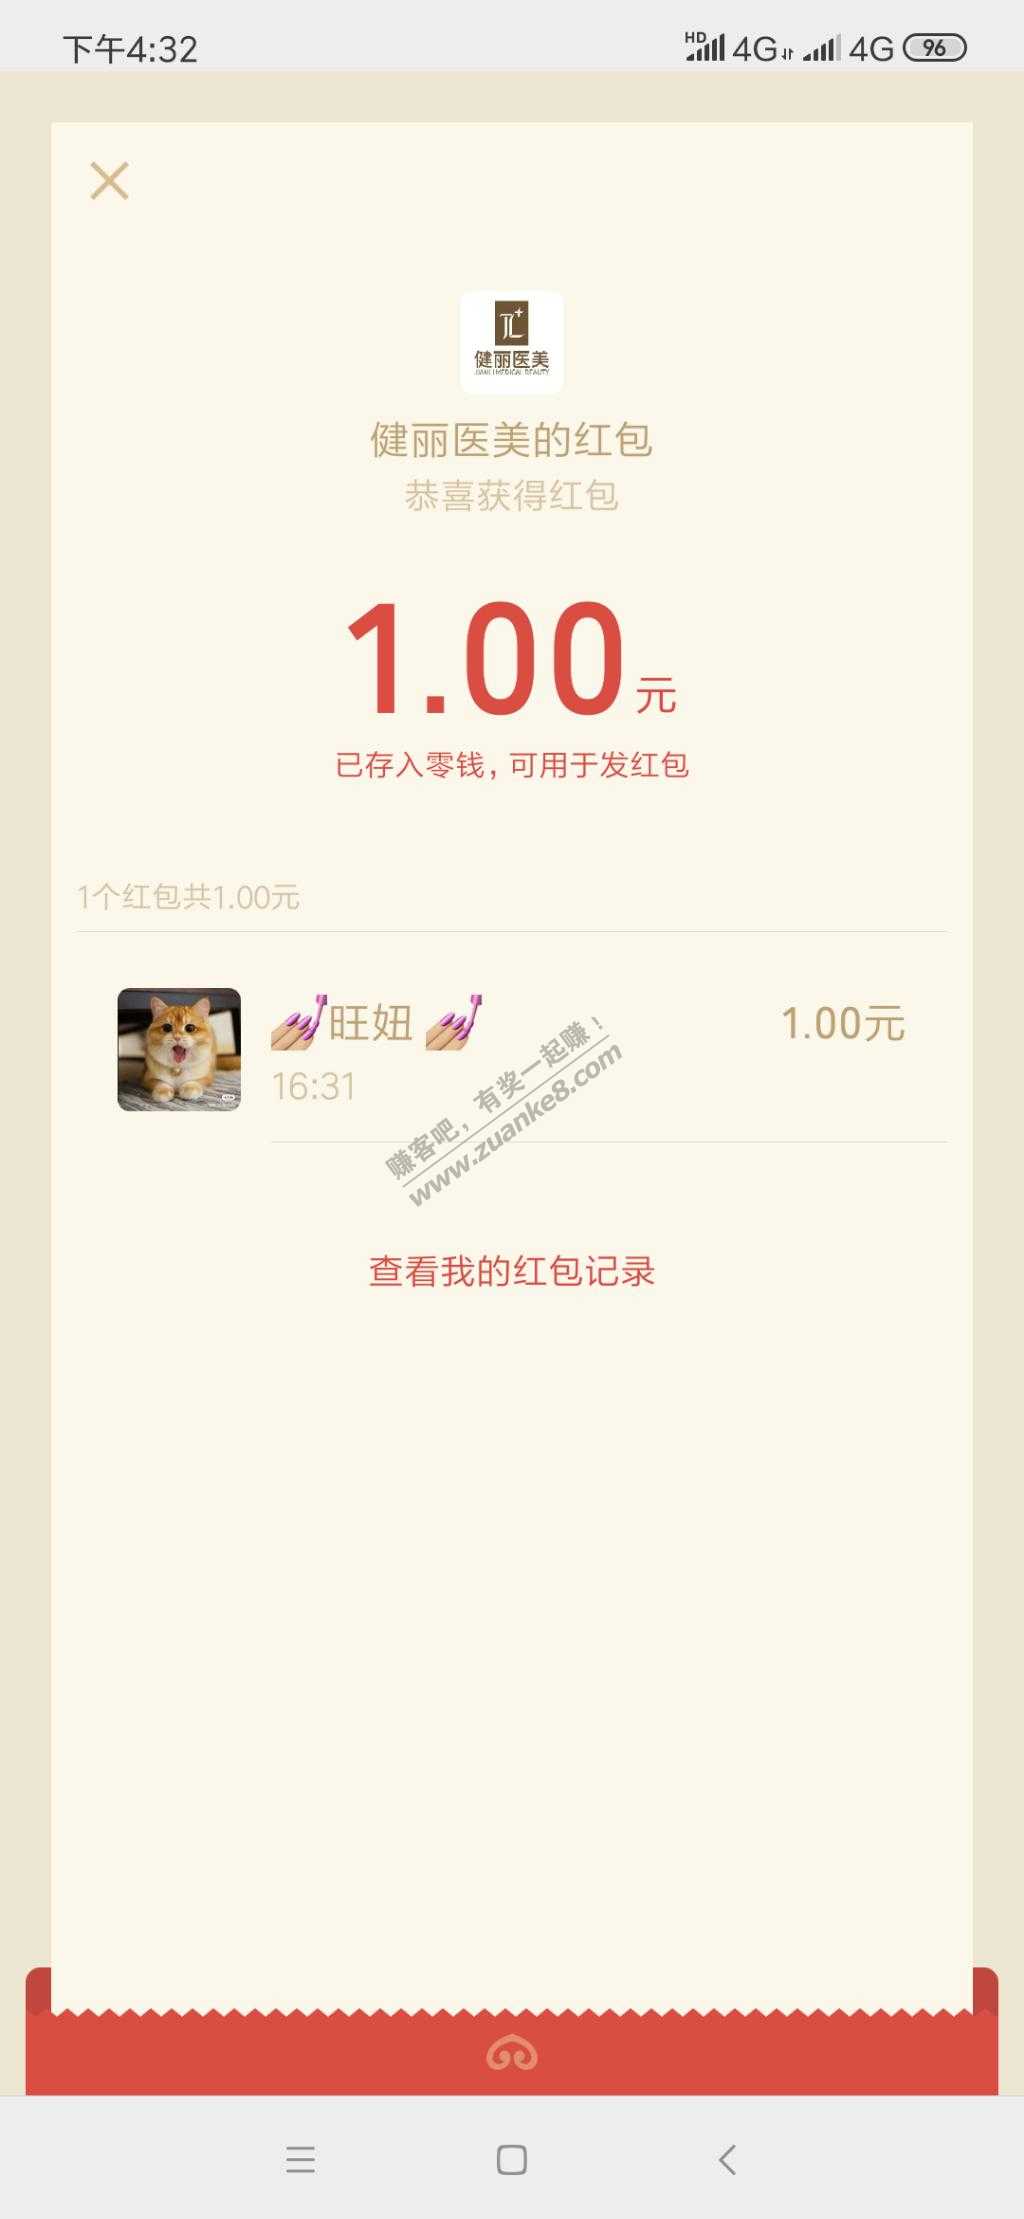 下午4:32 HD 4G 4G 96
健丽医美
JIANLI MEDICAL BEAUTY
健丽医美的红包
恭喜获得红包
1.00元
已存入零钱，可用于发红包
1个红包共1.00元
💅🏼旺妞💅🏼 1.00元
16:31
赚客吧，有奖一起赚！
www.zuanke8.com
查看我的红包记录